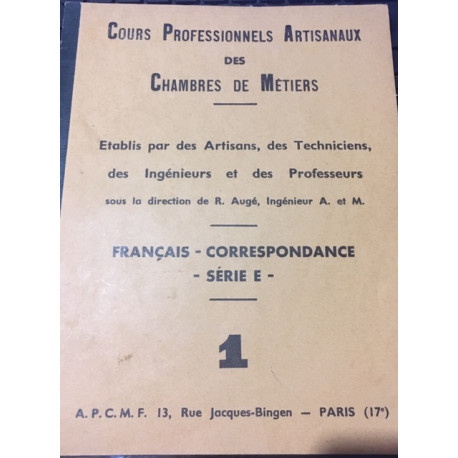 COURS PROFESSIONNELS ARTISANAUX
DES
CHAMBRES DE MÉTIERS
Etablis par des Artisans, des Techniciens,
des Ingénieurs et des Professeurs
sous la direction de R. Augé, Ingénieur A. et M.
FRANÇAIS - CORRESPONDANCE
- SÉRIE E -
1
A. P. C. M. F. 13, Rue Jacques-Bingen — PARIS (17e)